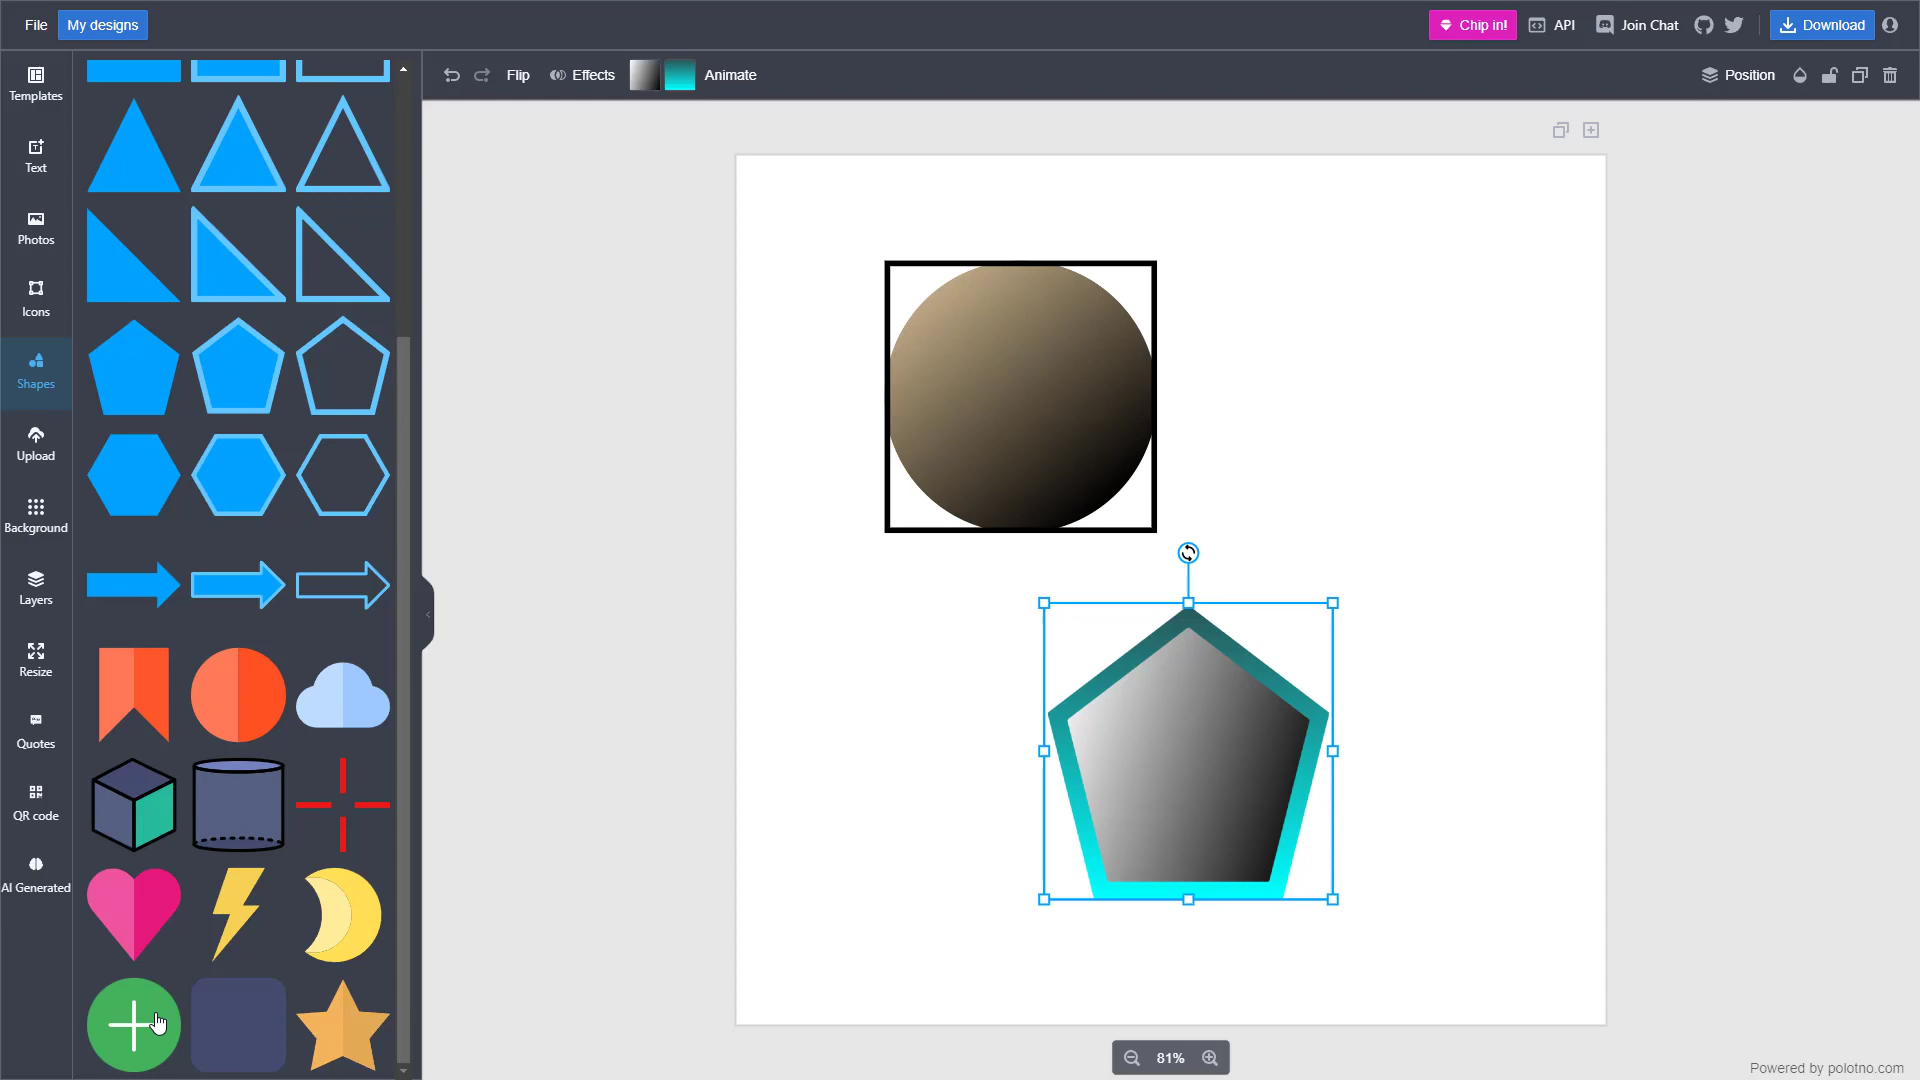 File
My designs
Chip in!
API
Join Chat
Download
Templates
Text
Photos
Icons
Shapes
Upload
Background
Layers
Resize
Quotes
QR code
AI Generated
Flip
Effects
Animate
Position
81%
Powered by polotno.com